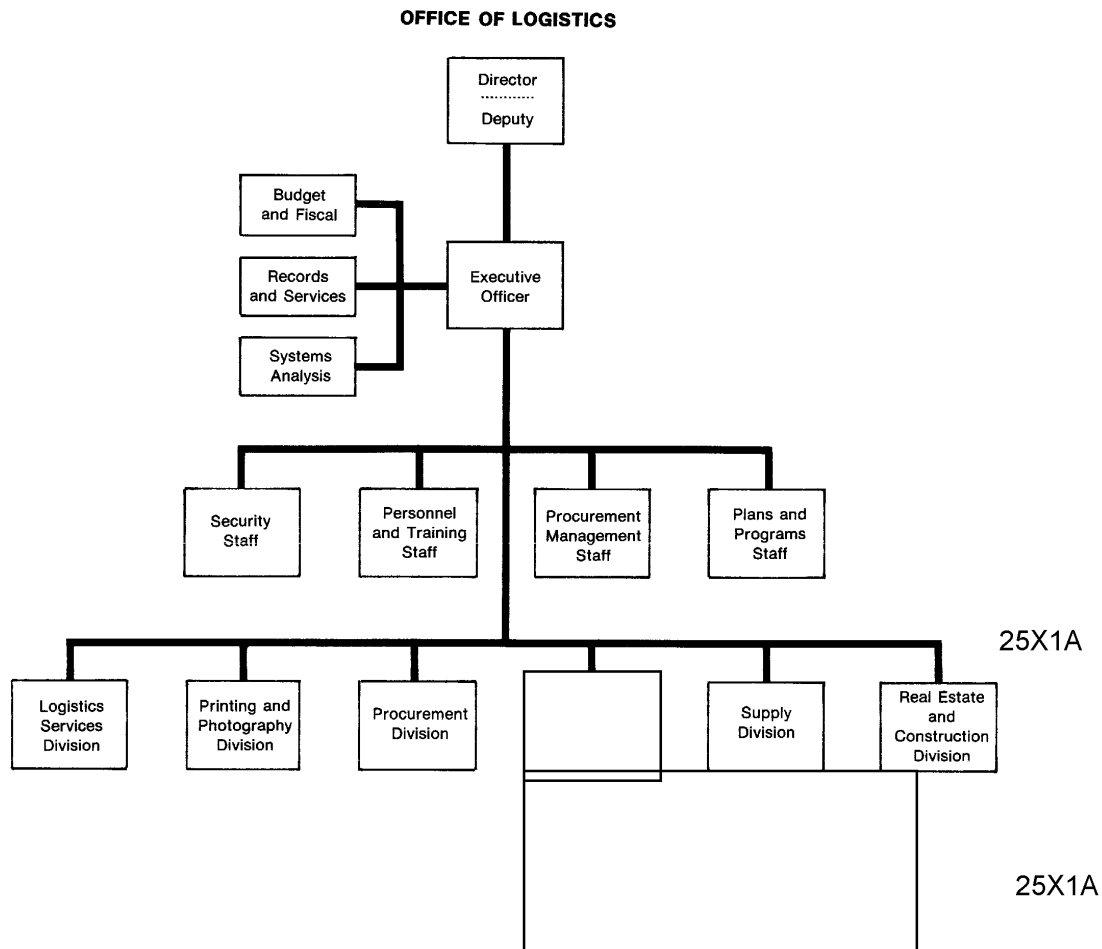 OFFICE OF LOGISTICS
Director
Deputy
Budget
and Fiscal
Records
and Services
Executive
Officer
Systems
Analysis
Security
Staff
Personnel
and Training
Staff
Procurement
Management
Staff
Plans and
Programs
Staff
25X1A
Logistics
Services
Division
Printing and
Photography
Division
Procurement
Division
Supply
Division
Real Estate
and
Construction
Division
25X1A